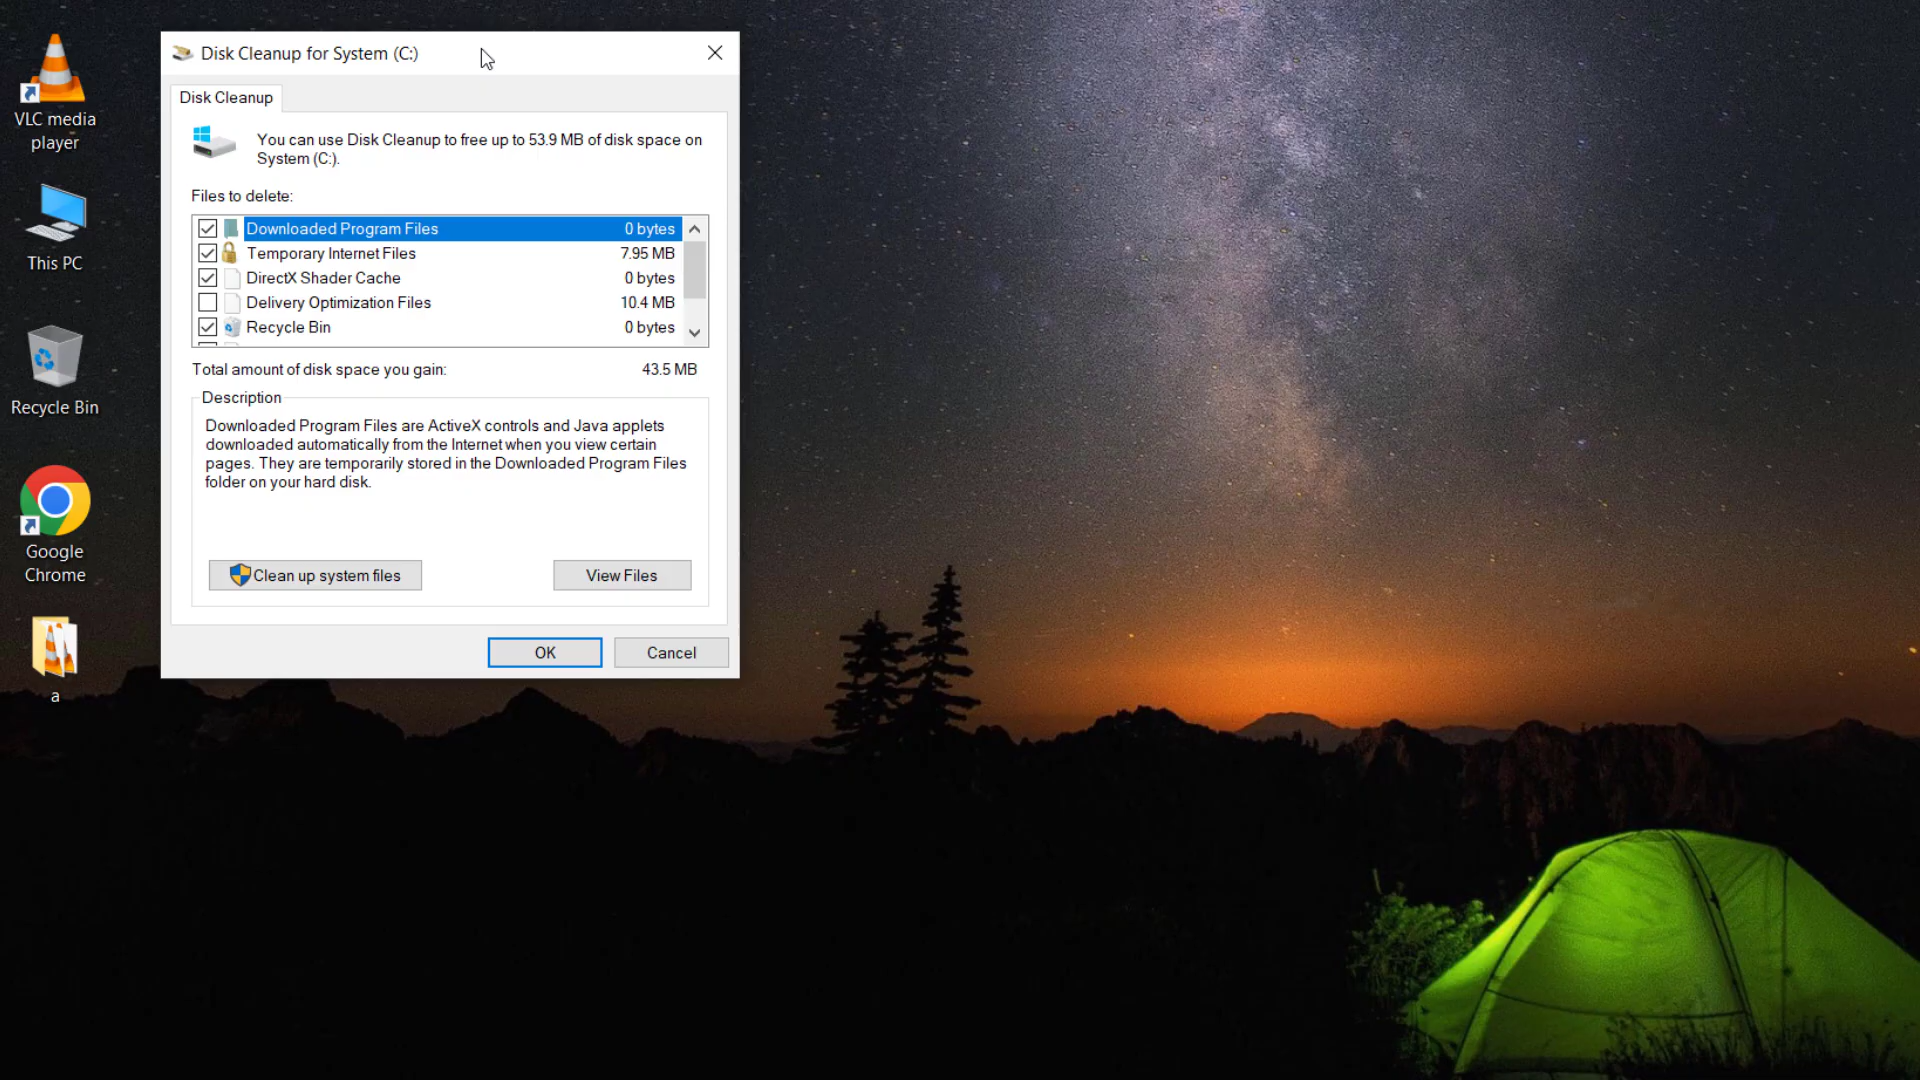 VLC media
player
This PC
Recycle Bin
Google
Chrome
a
Disk Cleanup for System (C:)
Disk Cleanup
You can use Disk Cleanup to free up to 53.9 MB of disk space on
System (C:).
Files to delete:
Downloaded Program Files 0 bytes
Temporary Internet Files 7.95 MB
DirectX Shader Cache 0 bytes
Delivery Optimization Files 10.4 MB
Recycle Bin 0 bytes
Total amount of disk space you gain: 43.5 MB
Description
Downloaded Program Files are ActiveX controls and Java applets
downloaded automatically from the Internet when you view certain
pages. They are temporarily stored in the Downloaded Program Files
folder on your hard disk.
Clean up system files View Files
OK Cancel